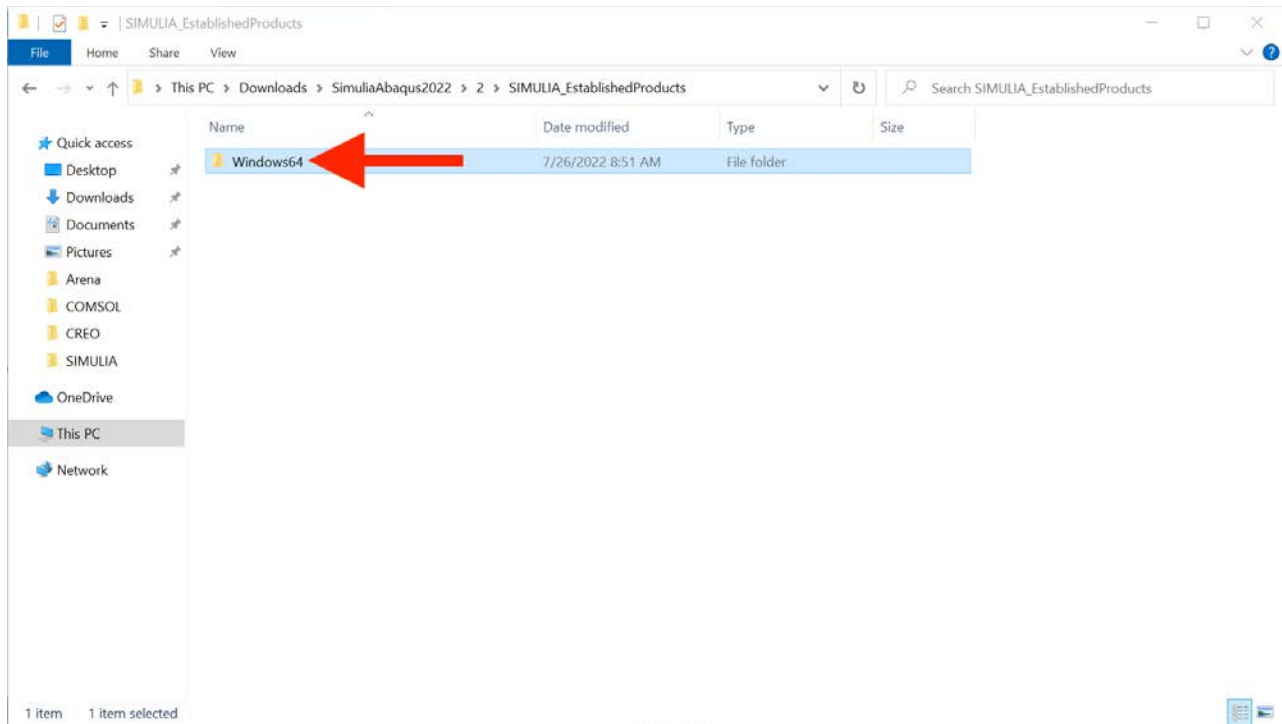 SIMULIA_EstablishedProducts
File Home Share View
This PC > Downloads > SimuliaAbaqus2022 > 2 > SIMULIA_EstablishedProducts
Search SIMULIA_EstablishedProducts
Name Date modified Type Size
Windows64 7/26/2022 8:51 AM File folder
Quick access
Desktop
Downloads
Documents
Pictures
Arena
COMSOL
CREO
SIMULIA
OneDrive
This PC
Network
1 item 1 item selected